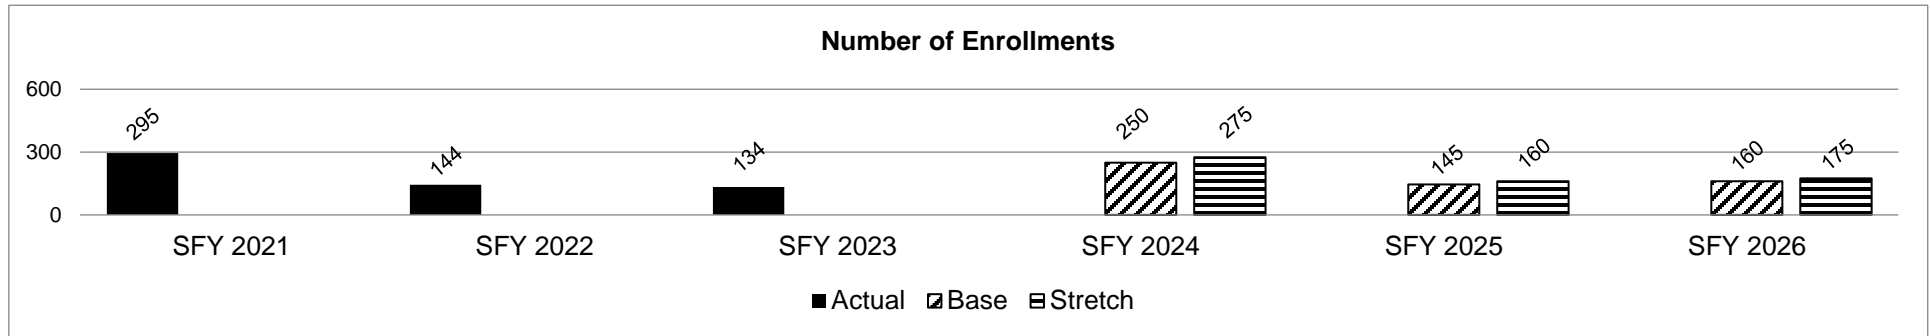 Number of Enrollments
600
300
0
295
144
134
250
275
145
160
160
175
SFY 2021
SFY 2022
SFY 2023
SFY 2024
SFY 2025
SFY 2026
Actual
Base
Stretch